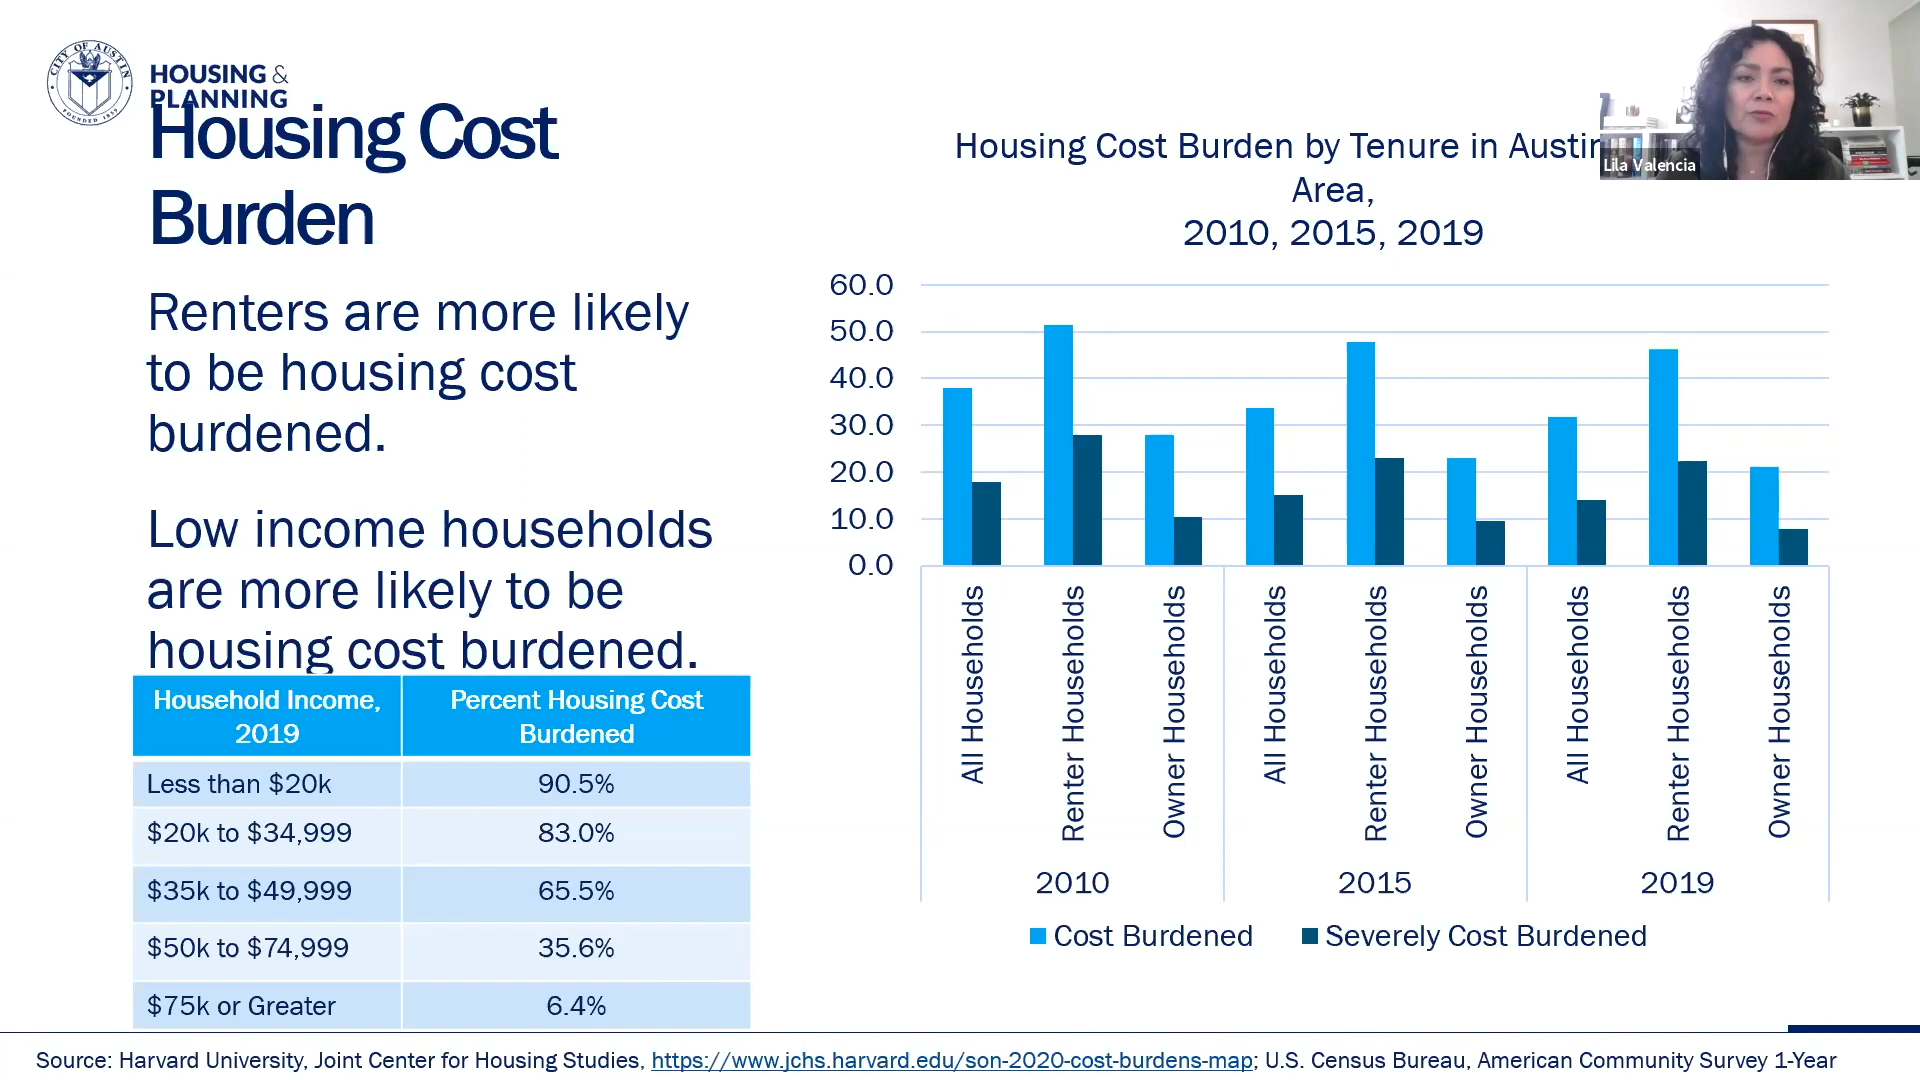 CITY OF AUSTIN
FOUNDED 1839
HOUSING &
PLANNING
Housing Cost
Burden
Renters are more likely
to be housing cost
burdened.
Low income households
are more likely to be
housing cost burdened.
Household Income,
2019
Percent Housing Cost
Burdened
Less than $20k 90.5%
$20k to $34,999 83.0%
$35k to $49,999 65.5%
$50k to $74,999 35.6%
$75k or Greater 6.4%
Housing Cost Burden by Tenure in Austin
Area,
2010, 2015, 2019
60.0
50.0
40.0
30.0
20.0
10.0
0.0
All Households
Renter Households
Owner Households
All Households
Renter Households
Owner Households
All Households
Renter Households
Owner Households
2010
2015
2019
Cost Burdened
Severely Cost Burdened
Lila Valencia
Source: Harvard University, Joint Center for Housing Studies, https://www.jchs.harvard.edu/son-2020-cost-burdens-map; U.S. Census Bureau, American Community Survey 1-Year